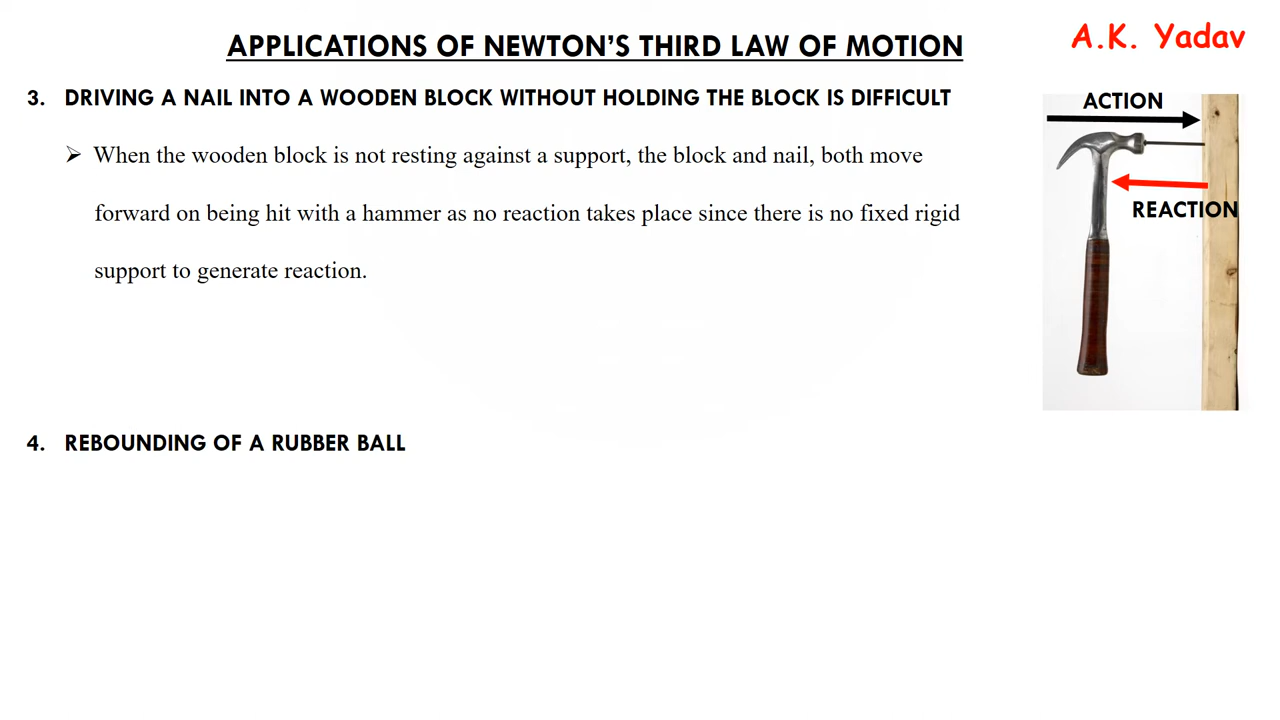 APPLICATIONS OF NEWTON’S THIRD LAW OF MOTION
A.K. Yadav
3. DRIVING A NAIL INTO A WOODEN BLOCK WITHOUT HOLDING THE BLOCK IS DIFFICULT
➢ When the wooden block is not resting against a support, the block and nail, both move
forward on being hit with a hammer as no reaction takes place since there is no fixed rigid
support to generate reaction.
ACTION
REACTION
4. REBOUNDING OF A RUBBER BALL